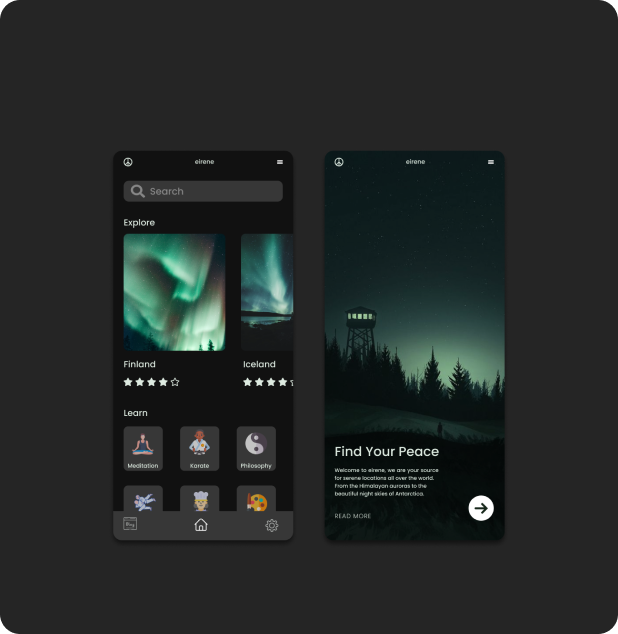 eirene
Search
Explore
Finland
Iceland
Learn
Meditation
Karate
Philosophy
eirene
Find Your Peace
Welcome to eirene, we are your source
for serene locations all over the world.
From the Himalayan auroras to the
beautiful night skies of Antarctica.
READ MORE